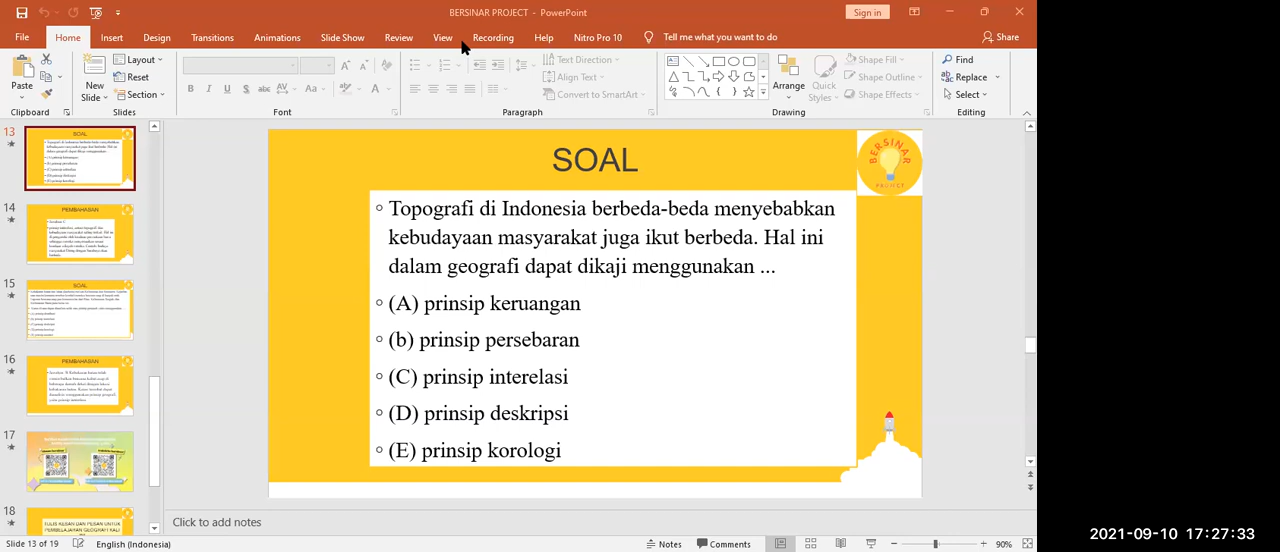 BERSINAR PROJECT - PowerPoint
Sign in
File Home Insert Design Transitions Animations Slide Show Review View Recording Help Nitro Pro 10 Tell me what you want to do Share
Paste
Clipboard
New Slide
Layout
Reset
Section
Slides
Font
Text Direction
Align Text
Convert to SmartArt
Paragraph
Arrange
Quick Styles
Shape Fill
Shape Outline
Shape Effects
Drawing
Find
Replace
Select
Editing
13
SOAL
14
PEMBAHASAN
15
SOAL
16
PEMBAHASAN
17
18
SOAL
BERSINAR
PROJECT
Topografi di Indonesia berbeda-beda menyebabkan
kebudayaan masyarakat juga ikut berbeda. Hal ini
dalam geografi dapat dikaji menggunakan ...
(A) prinsip keruangan
(b) prinsip persebaran
(C) prinsip interelasi
(D) prinsip deskripsi
(E) prinsip korologi
Click to add notes
Slide 13 of 19 English (Indonesia) Notes Comments 90%
2021-09-10 17:27:33